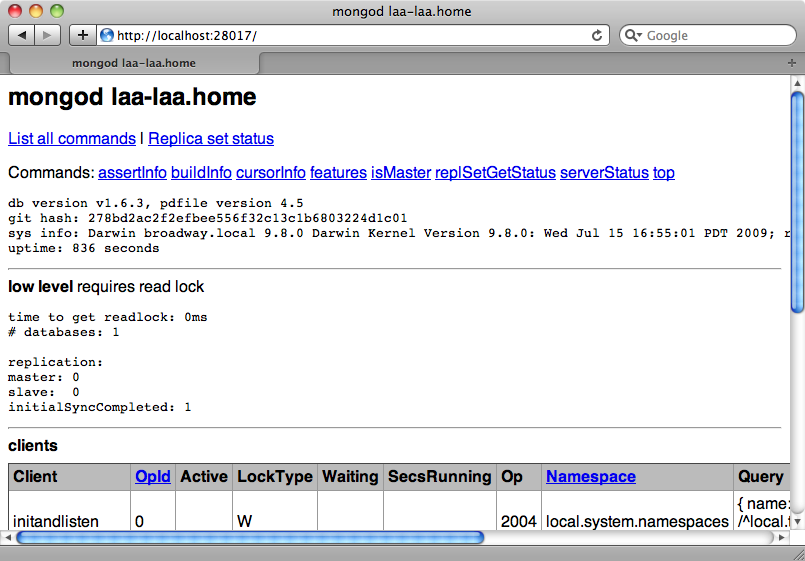 mongod laa-laa.home
http://localhost:28017/
Google
mongod laa-laa.home
mongod laa-laa.home
List all commands | Replica set status
Commands: assertInfo buildInfo cursorInfo features isMaster replSetGetStatus serverStatus top
db version v1.6.3, pdfile version 4.5
git hash: 278bd2ac2f2efbee556f32c13c1b6803224d1c01
sys info: Darwin broadway.local 9.8.0 Darwin Kernel Version 9.8.0: Wed Jul 15 16:55:01 PDT 2009; r
uptime: 836 seconds
low level requires read lock
time to get readlock: 0ms
# databases: 1
replication:
master: 0
slave:  0
initialSyncCompleted: 1
clients
Client OpId Active LockType Waiting SecsRunning Op Namespace Query
{ name:
initandlisten 0 W 2004 local.system.namespaces /^local.t